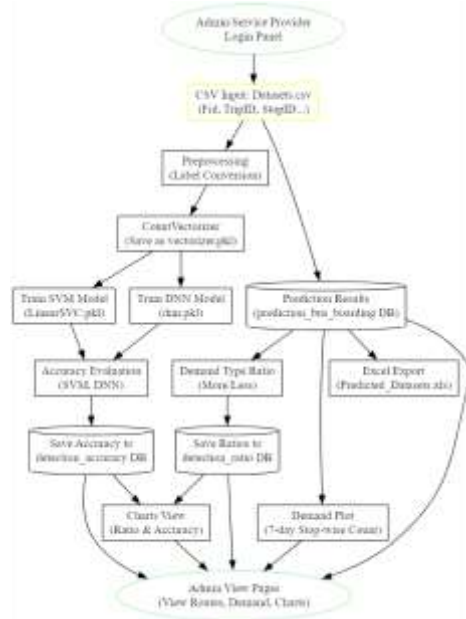 Admin Service Provider
Login Panel
CSV Input: Datasets.csv
(Fid, TripID, StopID...)
Preprocessing
(Label Conversion)
CountVectorizer
(Save as vectorizer.pkl)
Train SVM Model
(LinearSVC.pkl)
Train DNN Model
Prediction Results
(prediction_bus_boarding DB)
Accuracy Evaluation
(SVM, DNN)
Demand Type Ratio
(More Less)
Excel Export
(Predicted_Datasets.xls)
Save Accuracy to
detection_accuracy DB
Save Ratios to
detection_ratio DB
Charts View
(Ratio & Accuracy)
Demand Plot
(7-day Stop-wise Count)
Admin View Pages
(View Routes, Demand, Charts)